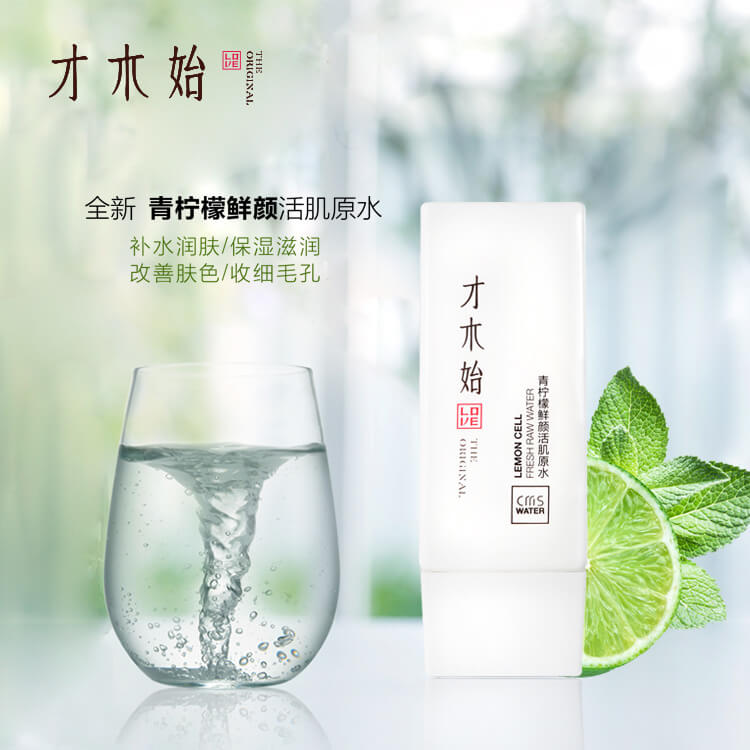 才木始
LOVE
THE
ORIGINAL
全新 青柠檬鲜颜活肌原水
补水润肤/保湿滋润
改善肤色/收细毛孔
才木始
LOVE
THE
ORIGINAL
青柠檬鲜颜活肌原水
FRESH RAW WATER
LEMON CELL
CMS
WATER